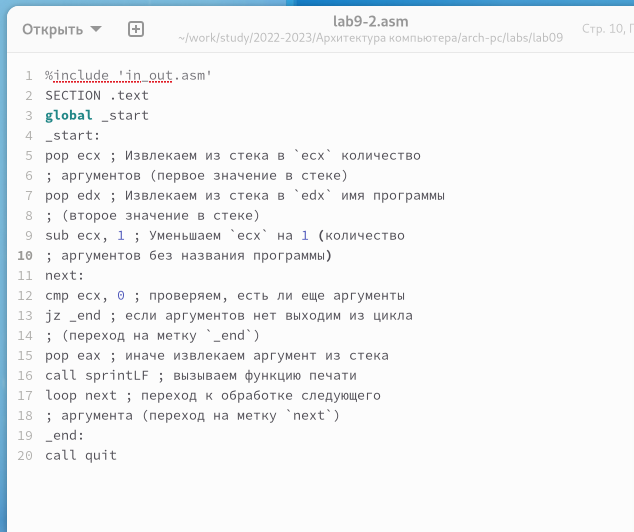 Открыть
lab9-2.asm
~/work/study/2022-2023/Архитектура компьютера/arch-pc/labs/lab09
Стр. 10,
1 %include 'in_out.asm'
2 SECTION .text
3 global _start
4 _start:
5 pop ecx ; Извлекаем из стека в `ecx` количество
6 ; аргументов (первое значение в стеке)
7 pop edx ; Извлекаем из стека в `edx` имя программы
8 ; (второе значение в стеке)
9 sub ecx, 1 ; Уменьшаем `ecx` на 1 (количество
10 ; аргументов без названия программы)
11 next:
12 cmp ecx, 0 ; проверяем, есть ли еще аргументы
13 jz _end ; если аргументов нет выходим из цикла
14 ; (переход на метку `_end`)
15 pop eax ; иначе извлекаем аргумент из стека
16 call sprintLF ; вызываем функцию печати
17 loop next ; переход к обработке следующего
18 ; аргумента (переход на метку `next`)
19 _end:
20 call quit